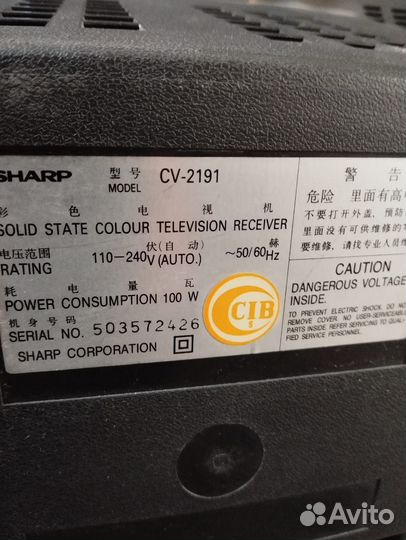 SHARP 型号 MODEL CV-2191
彩色电视机
SOLID STATE COLOUR TELEVISION RECEIVER
电压范围 伏(自动) 赫
RATING 110—240V (AUTO.) ~50/60Hz
耗电量 瓦
POWER CONSUMPTION 100 W
机身号码
SERIAL NO. 503572426
SHARP CORPORATION
CIB
S
警告
危险 里面有高
不要打开外盖, 预防
里面没有可供维修的
维修, 请找专业人员
CAUTION
DANGEROUS VOLTAGE
INSIDE.
TO PREVENT ELECTRIC SHOCK, DO N
REMOVE COVER. NO USER-SERVICEABLE
PARTS INSIDE. REFER SERVICING TO QUALI-
FIED SERVICE PERSONNEL.
Avito